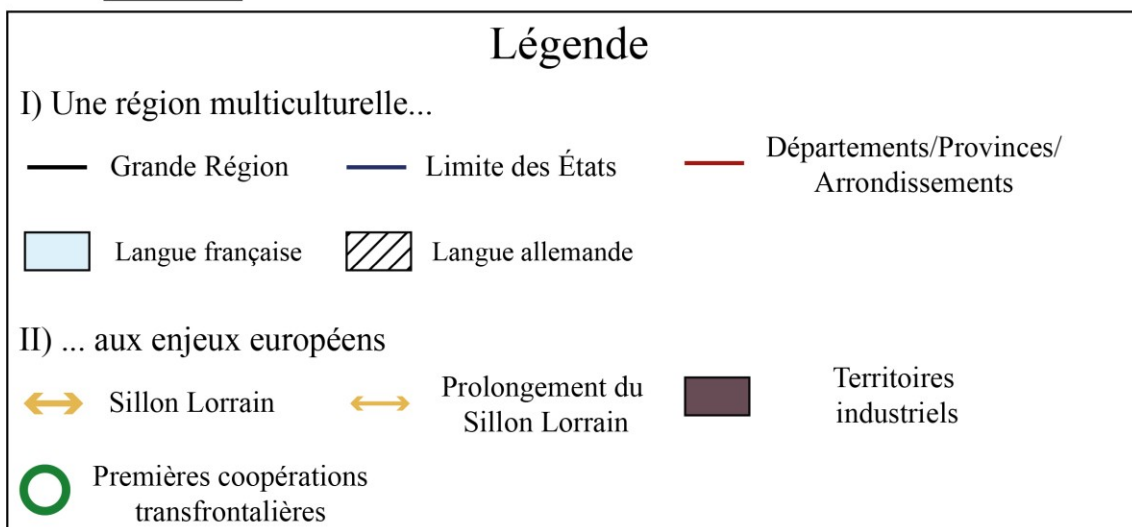 Légende
I) Une région multiculturelle...
Grande Région
Limite des États
Départements/Provinces/
Arrondissements
Langue française
Langue allemande
II) ... aux enjeux européens
Sillon Lorrain
Prolongement du
Sillon Lorrain
Territoires
industriels
Premières coopérations
transfrontalières